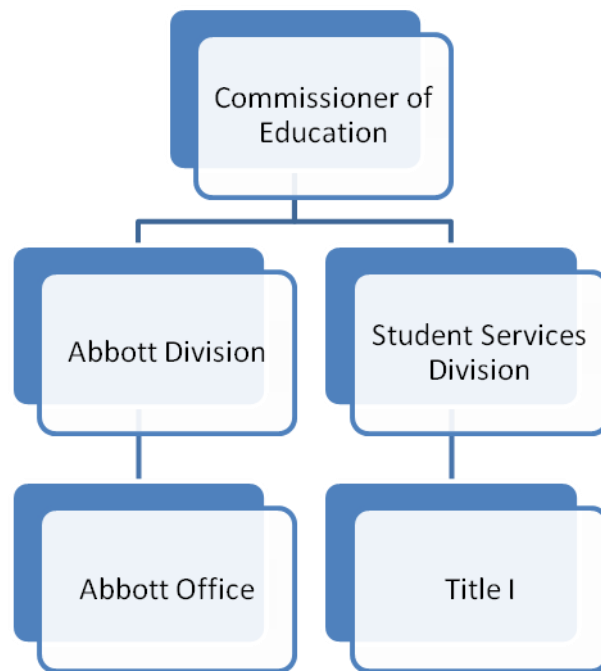 Commissioner of
Education
Abbott Division
Student Services
Division
Abbott Office
Title I